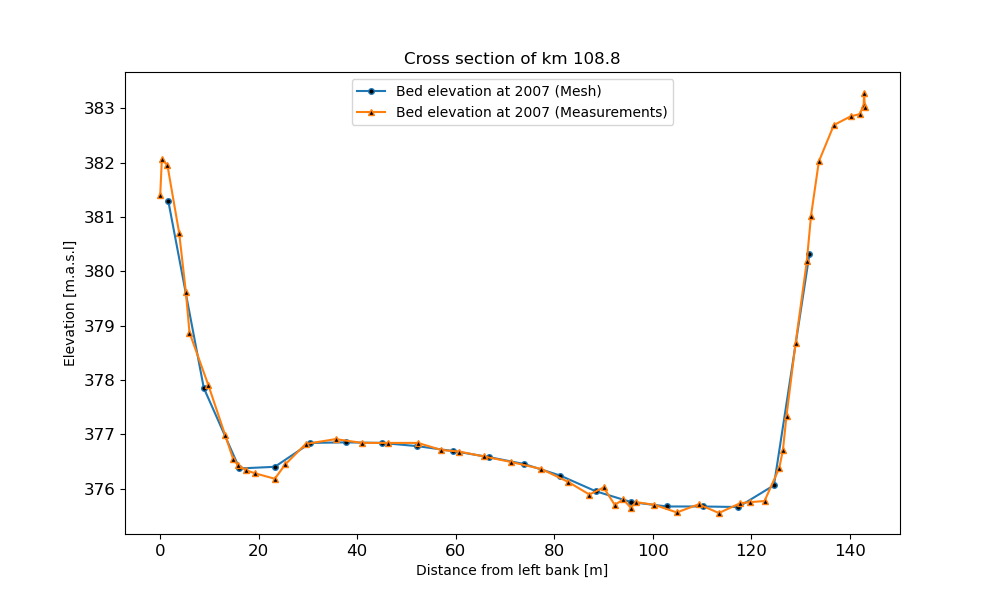 Cross section of km 108.8
Bed elevation at 2007 (Mesh)
Bed elevation at 2007 (Measurements)
383
382
381
380
379
378
377
376
Elevation [m.a.s.l]
0 20 40 60 80 100 120 140
Distance from left bank [m]